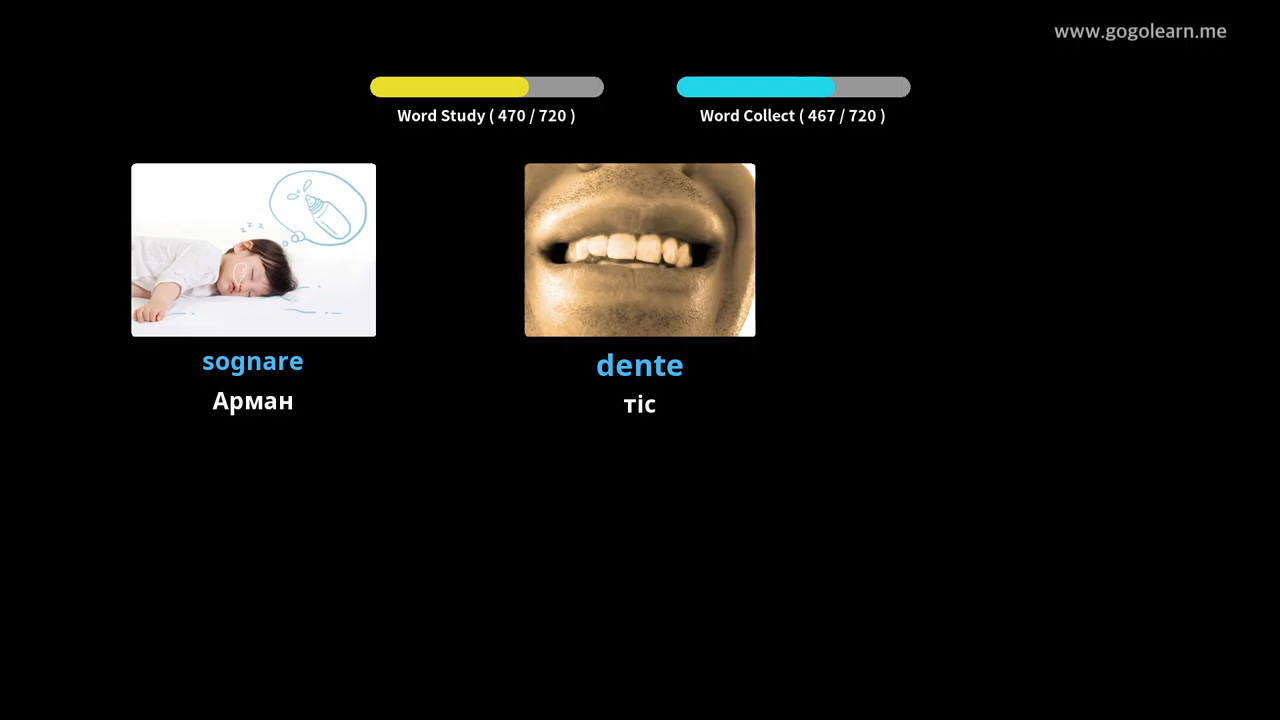 www.gogolearn.me
Word Study ( 470 / 720 )
Word Collect ( 467 / 720 )
z z z
sognare
Арман
dente
тіс